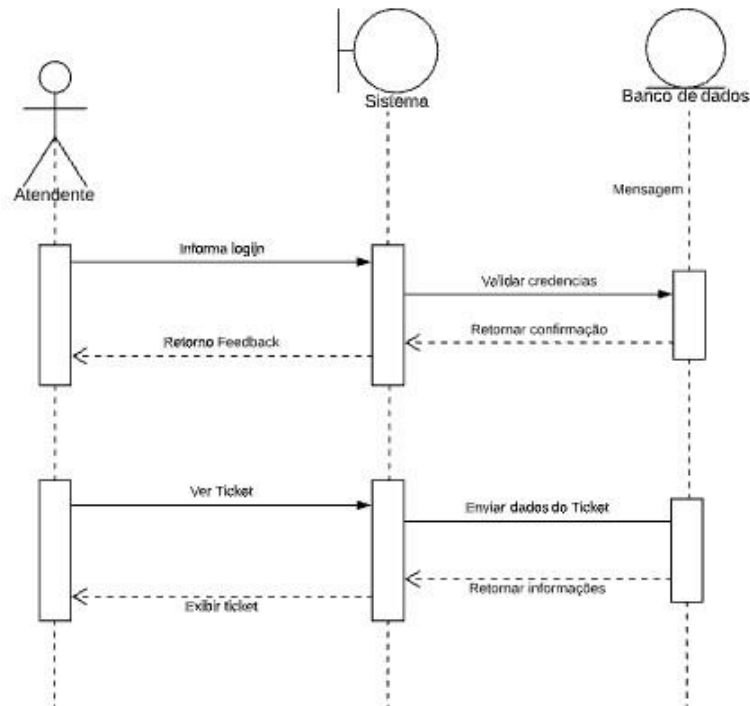 Sistema
Banco de dados
Atendente
Mensagem
Informa logijn
Validar credencias
Retornar confirmação
Retorno Feedback
Ver Ticket
Enviar dados do Ticket
Retornar informações
Exibir ticket